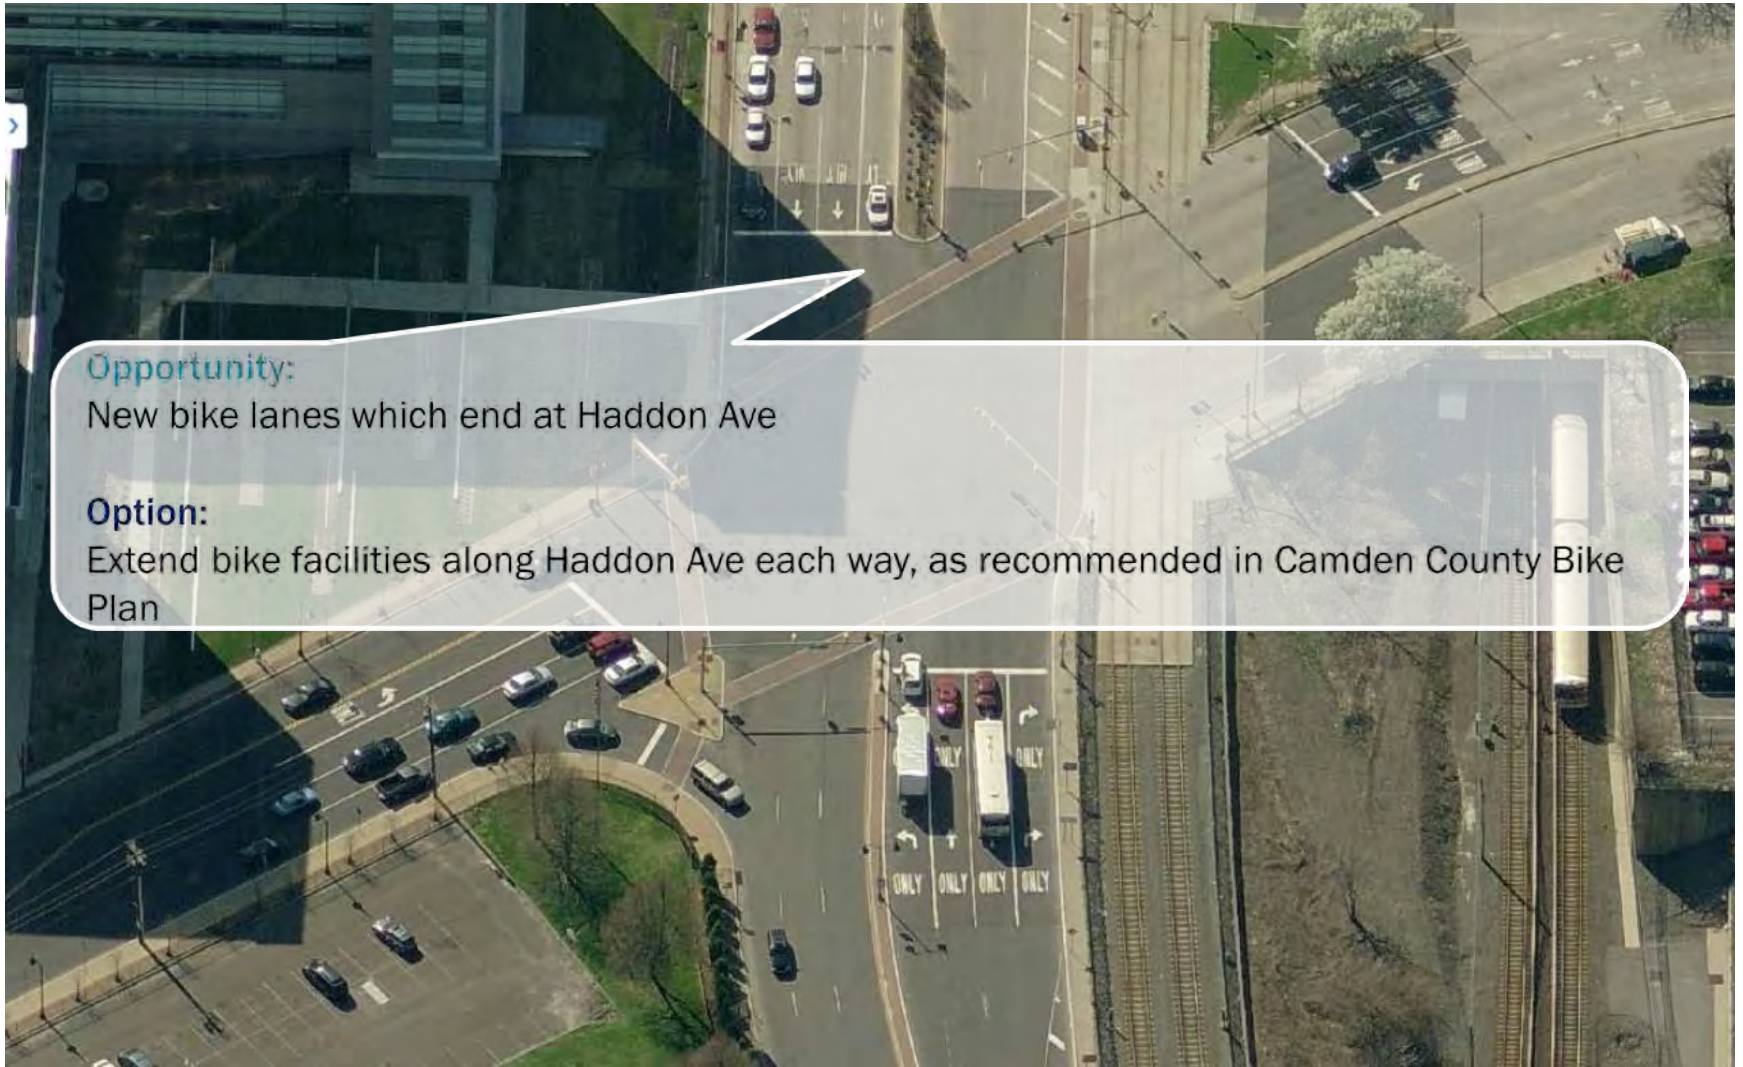 Opportunity:
New bike lanes which end at Haddon Ave
Option:
Extend bike facilities along Haddon Ave each way, as recommended in Camden County Bike
Plan
ONLY
ONLY
ONLY ONLY ONLY ONLY